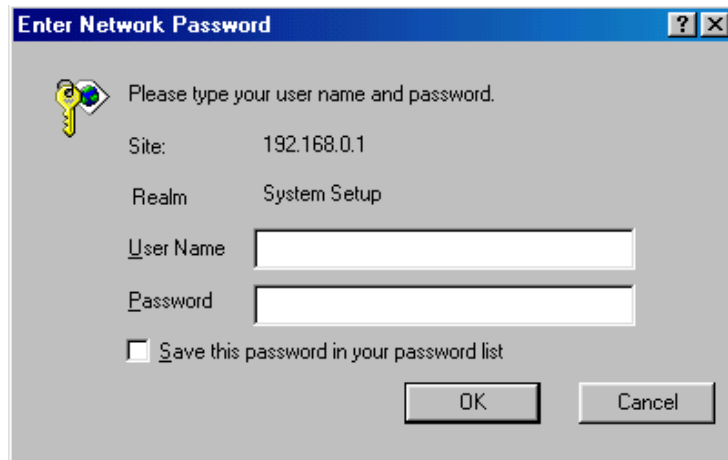 Enter Network Password
Please type your user name and password.
Site: 192.168.0.1
Realm System Setup
User Name
Password
Save this password in your password list
OK Cancel